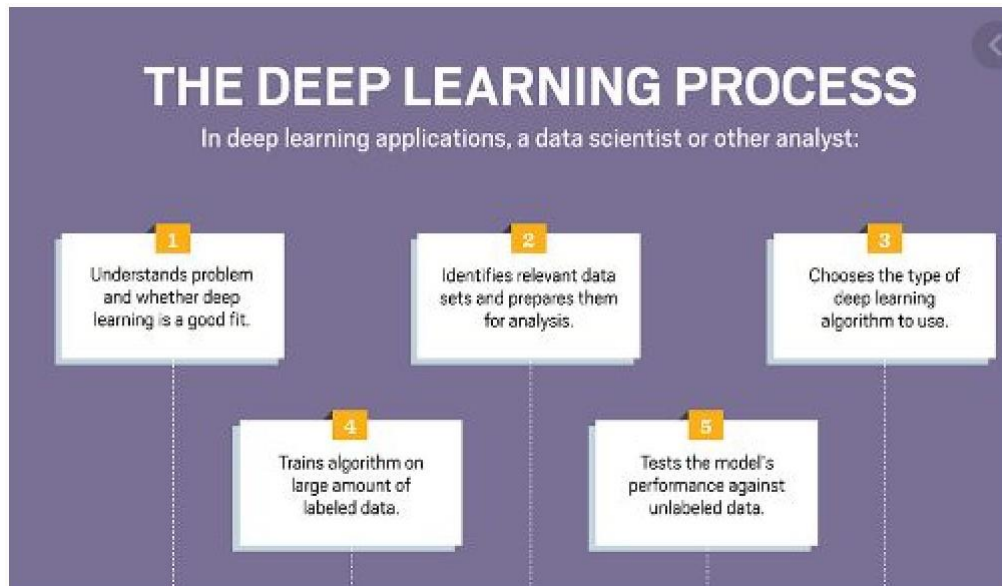 THE DEEP LEARNING PROCESS
In deep learning applications, a data scientist or other analyst:
1
Understands problem
and whether deep
learning is a good fit.
2
Identifies relevant data
sets and prepares them
for analysis.
3
Chooses the type of
deep learning
algorithm to use.
4
Trains algorithm on
large amount of
labeled data.
5
Tests the model's
performance against
unlabeled data.